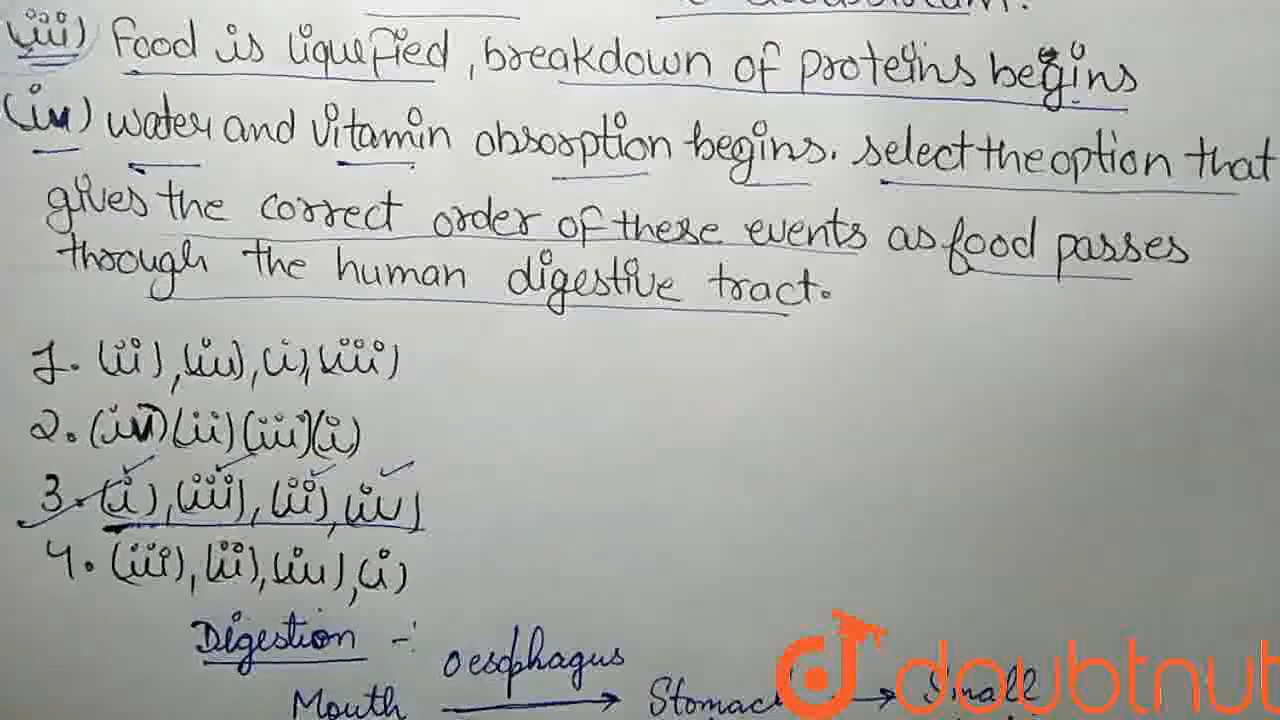 (iii) Food is liquefied, breakdown of proteins begins
(iv) water and vitamin absorption begins. select the option that
gives the correct order of these events as food passes
through the human digestive tract.
1. (ii), (iv), (i), (iii)
2. (iv) (ii) (iii) (i)
3. (i), (iii), (ii), (iv)
4. (iii), (ii), (iv), (i)
Digestion -:
oesophagus
Mouth → Stomach → Small
doubtnut